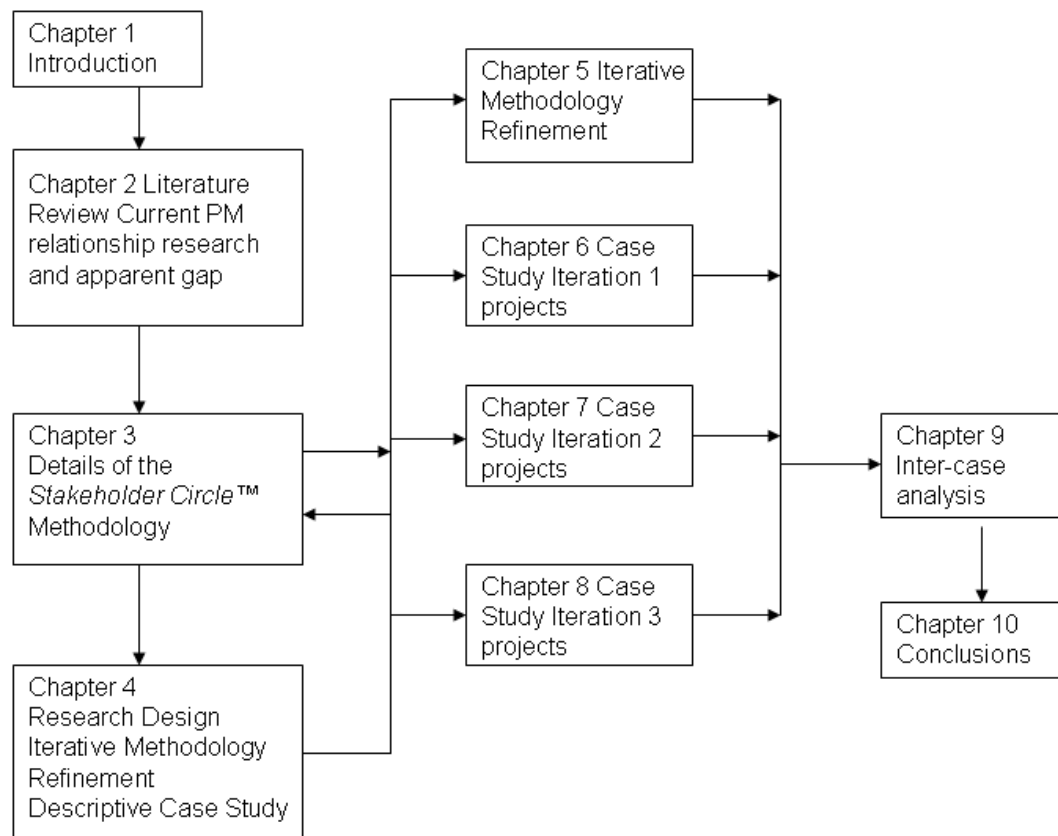 Chapter 1
Introduction
Chapter 2 Literature
Review Current PM
relationship research
and apparent gap
Chapter 3
Details of the
Stakeholder Circle™
Methodology
Chapter 4
Research Design
Iterative Methodology
Refinement
Descriptive Case Study
Chapter 5 Iterative
Methodology
Refinement
Chapter 6 Case
Study Iteration 1
projects
Chapter 7 Case
Study Iteration 2
projects
Chapter 8 Case
Study Iteration 3
projects
Chapter 9
Inter-case
analysis
Chapter 10
Conclusions